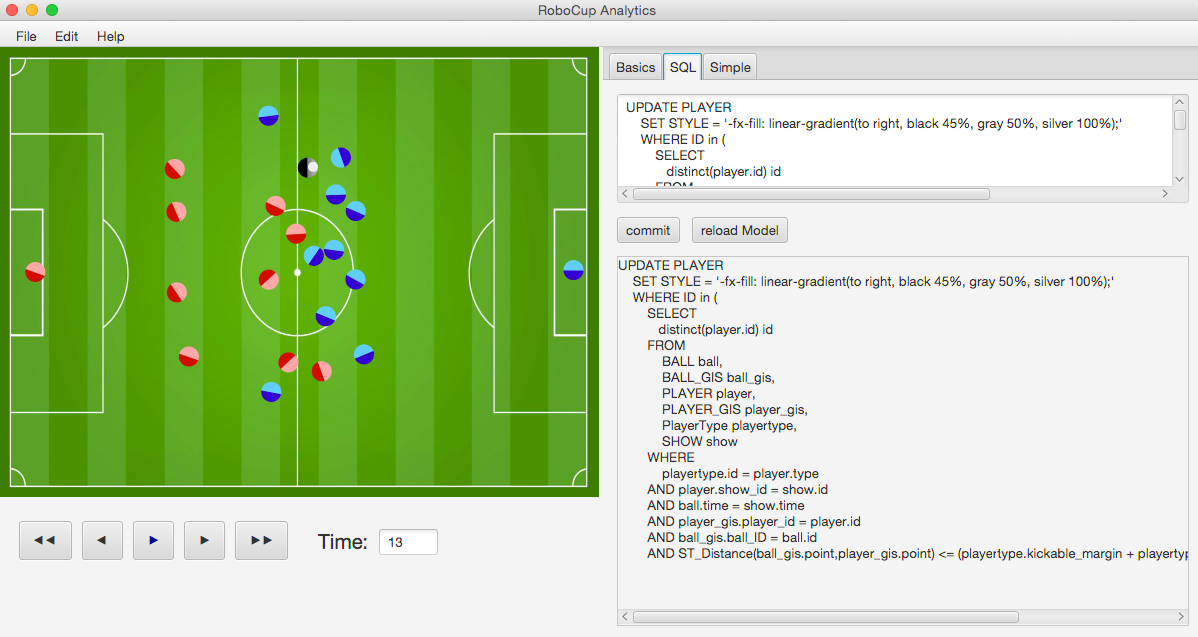 RoboCup Analytics
File Edit Help
Basics SQL Simple
UPDATE PLAYER
SET STYLE = '-fx-fill: linear-gradient(to right, black 45%, gray 50%, silver 100%);'
WHERE ID in (
SELECT
distinct(player.id) id
FROM
commit reload Model
UPDATE PLAYER
SET STYLE = '-fx-fill: linear-gradient(to right, black 45%, gray 50%, silver 100%);'
WHERE ID in (
SELECT
distinct(player.id) id
FROM
BALL ball,
BALL_GIS ball_gis,
PLAYER player,
PLAYER_GIS player_gis,
PlayerType playertype,
SHOW show
WHERE
playertype.id = player.type
AND player.show_id = show.id
AND ball.time = show.time
AND player_gis.player_id = player.id
AND ball_gis.ball_ID = ball.id
AND ST_Distance(ball_gis.point,player_gis.point) <= (playertype.kickable_margin + playertyp
Time: 13